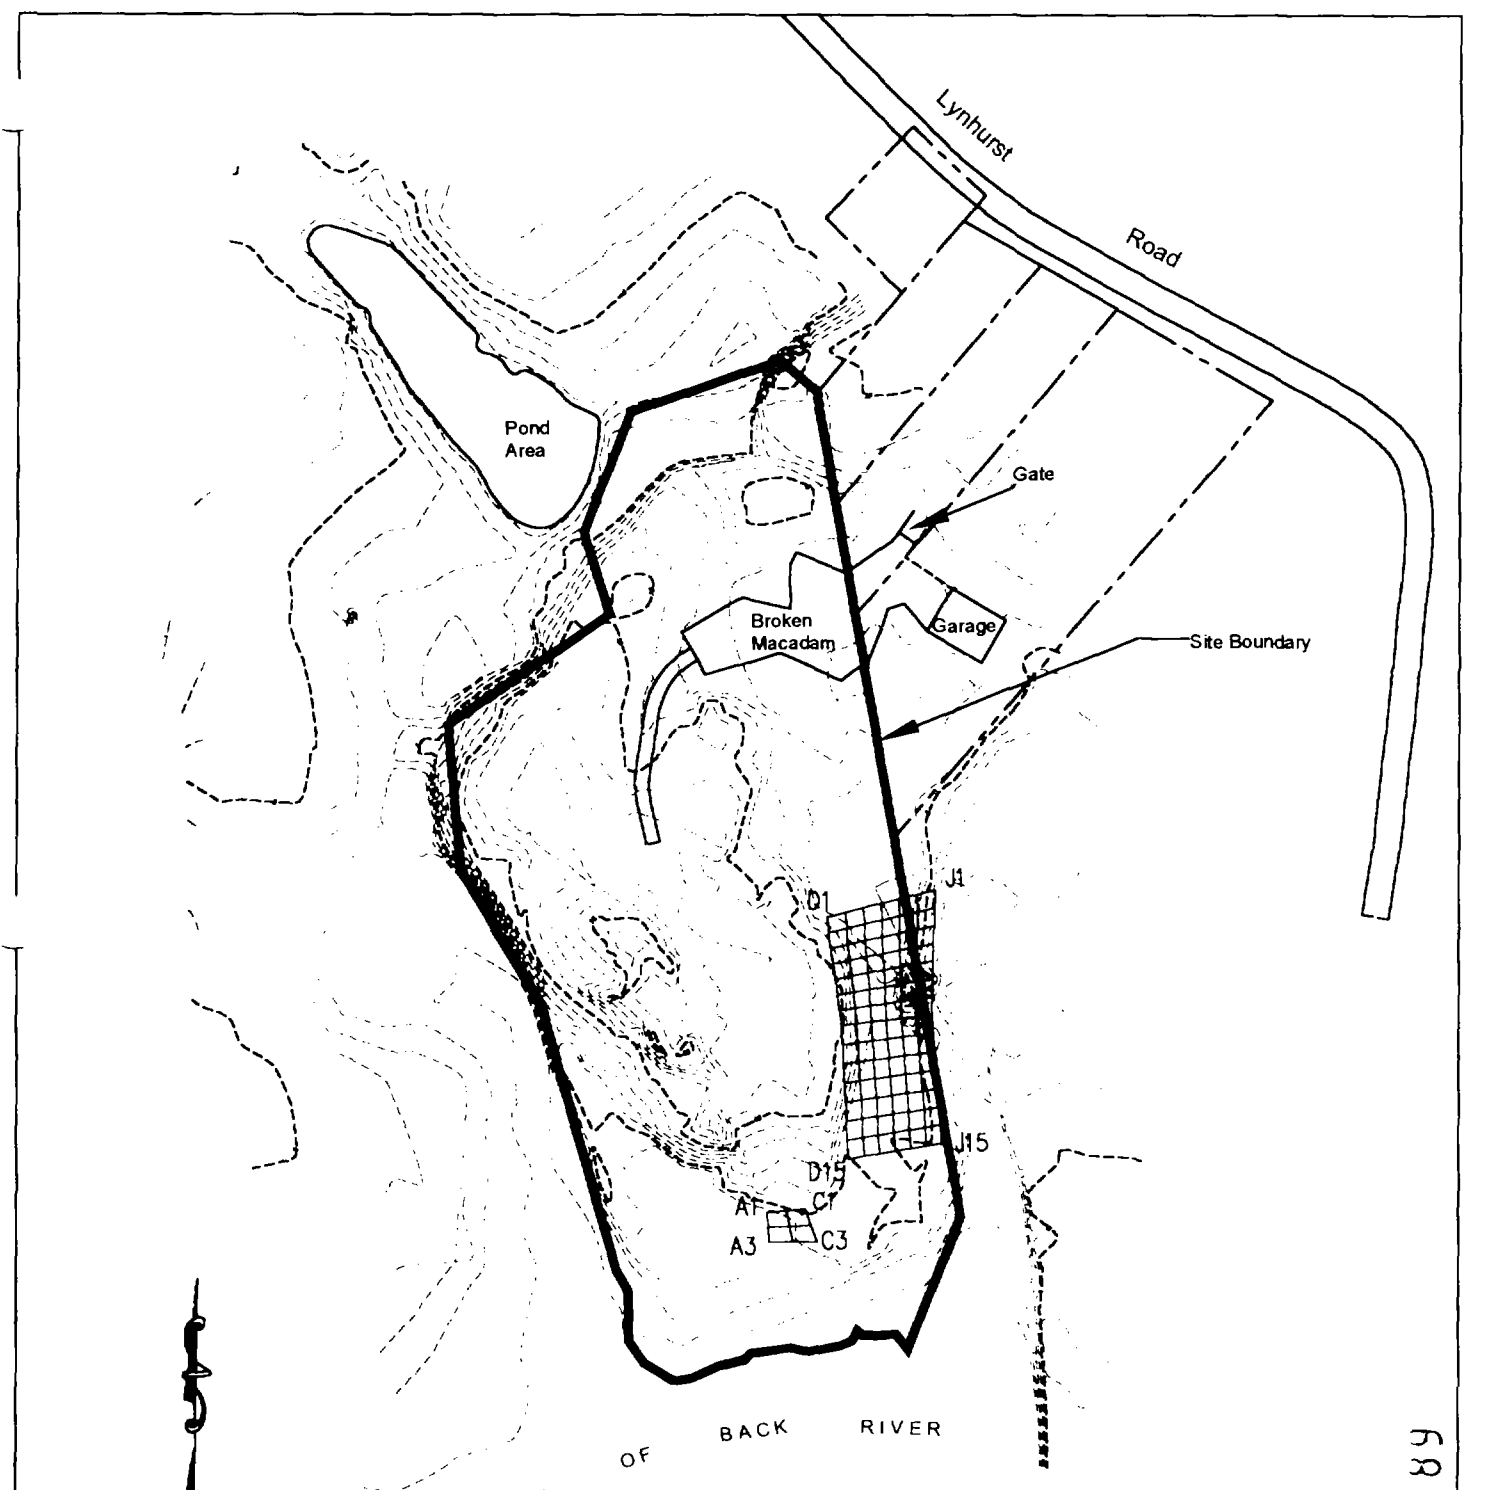 Lynhurst
Road
Pond
Area
Gate
Broken
Macadam
Garage
Site Boundary
D1
J1
J15
D15
A1
C1
A3
C3
OF
BACK RIVER
89